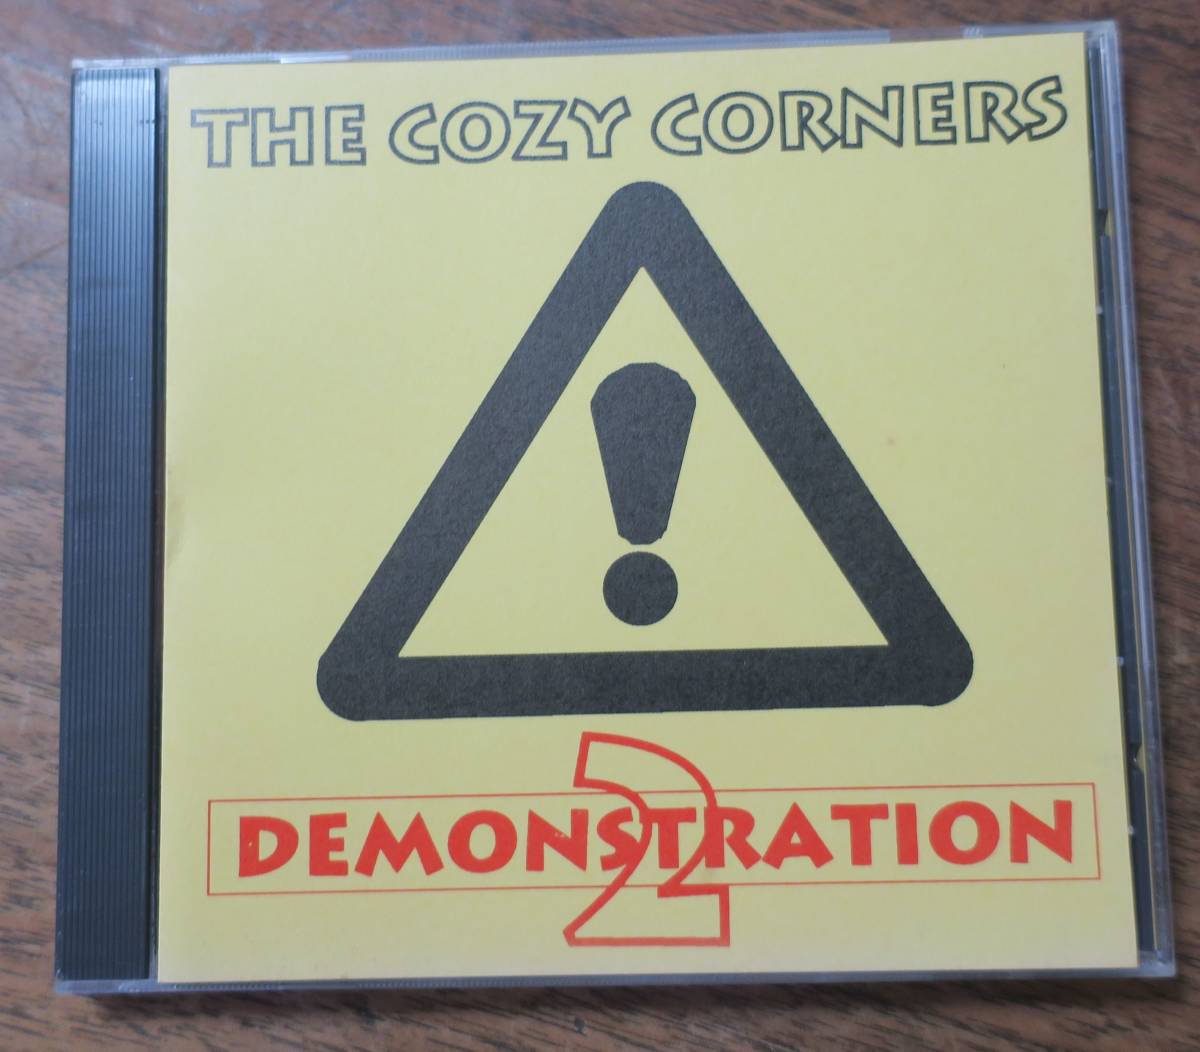 THE COZY CORNERS
!
DEMONSTRATION
2